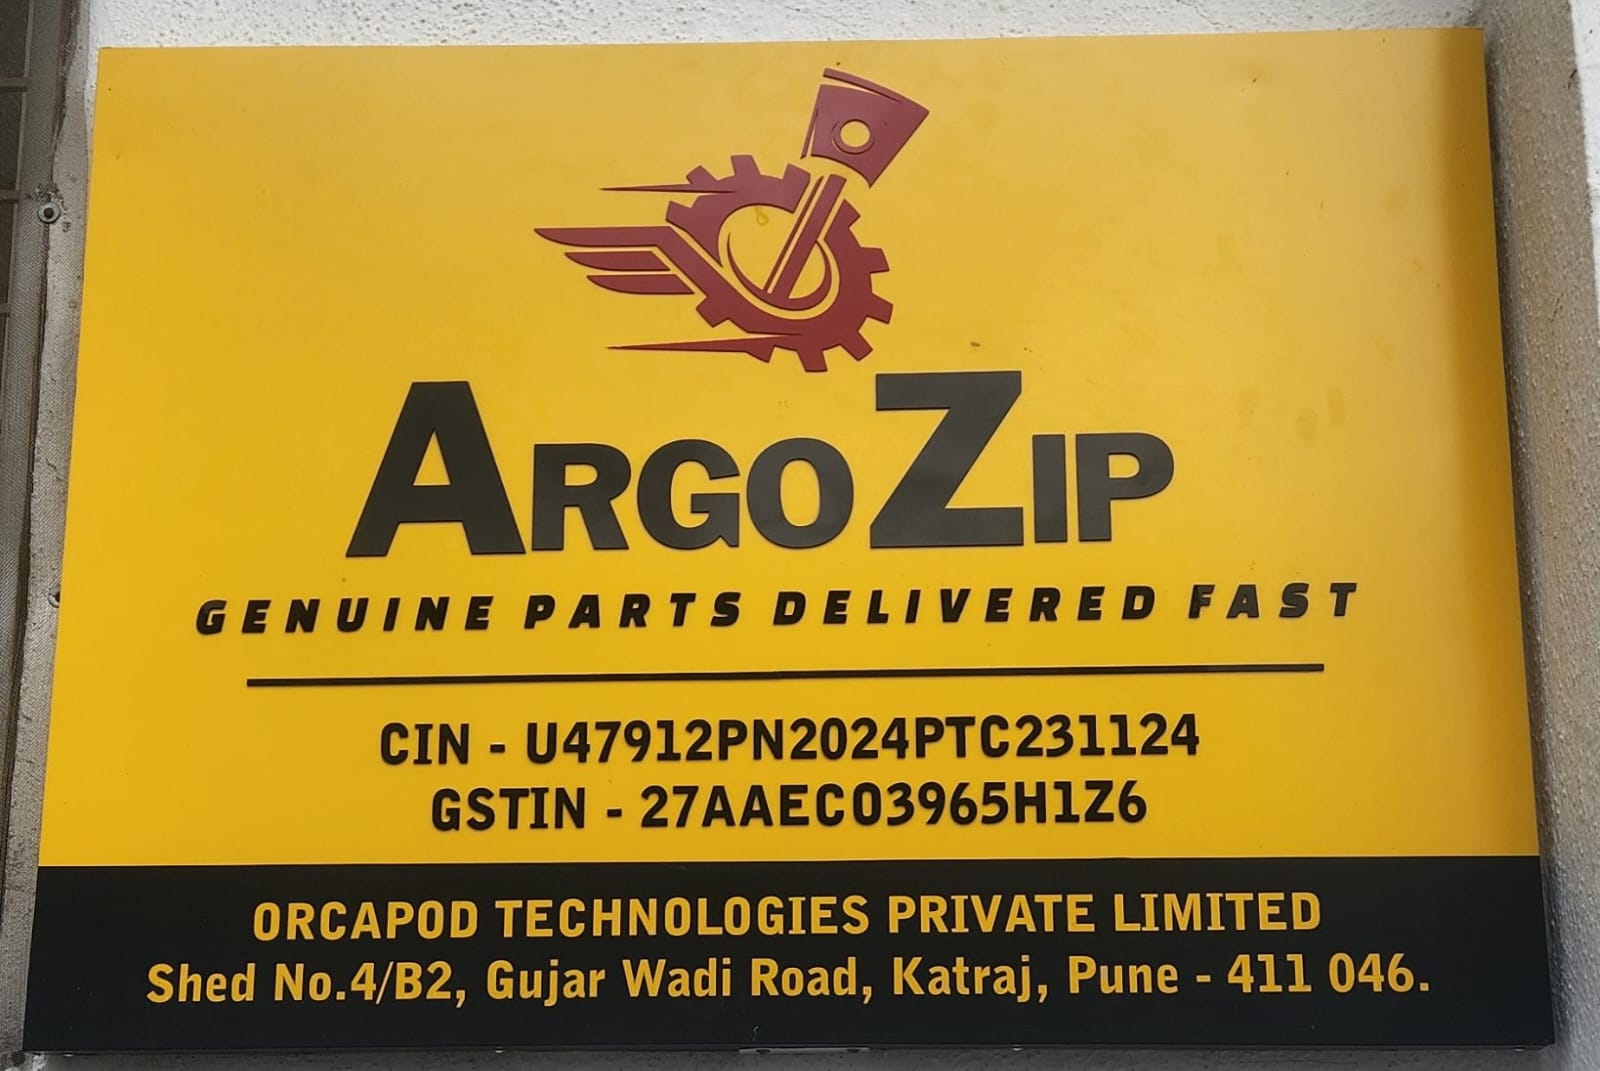 ARGOZIP
GENUINE PARTS DELIVERED FAST
CIN - U47912PN2024PTC231124
GSTIN - 27AAECO3965H1Z6
ORCAPOD TECHNOLOGIES PRIVATE LIMITED
Shed No.4/B2, Gujar Wadi Road, Katraj, Pune - 411 046.